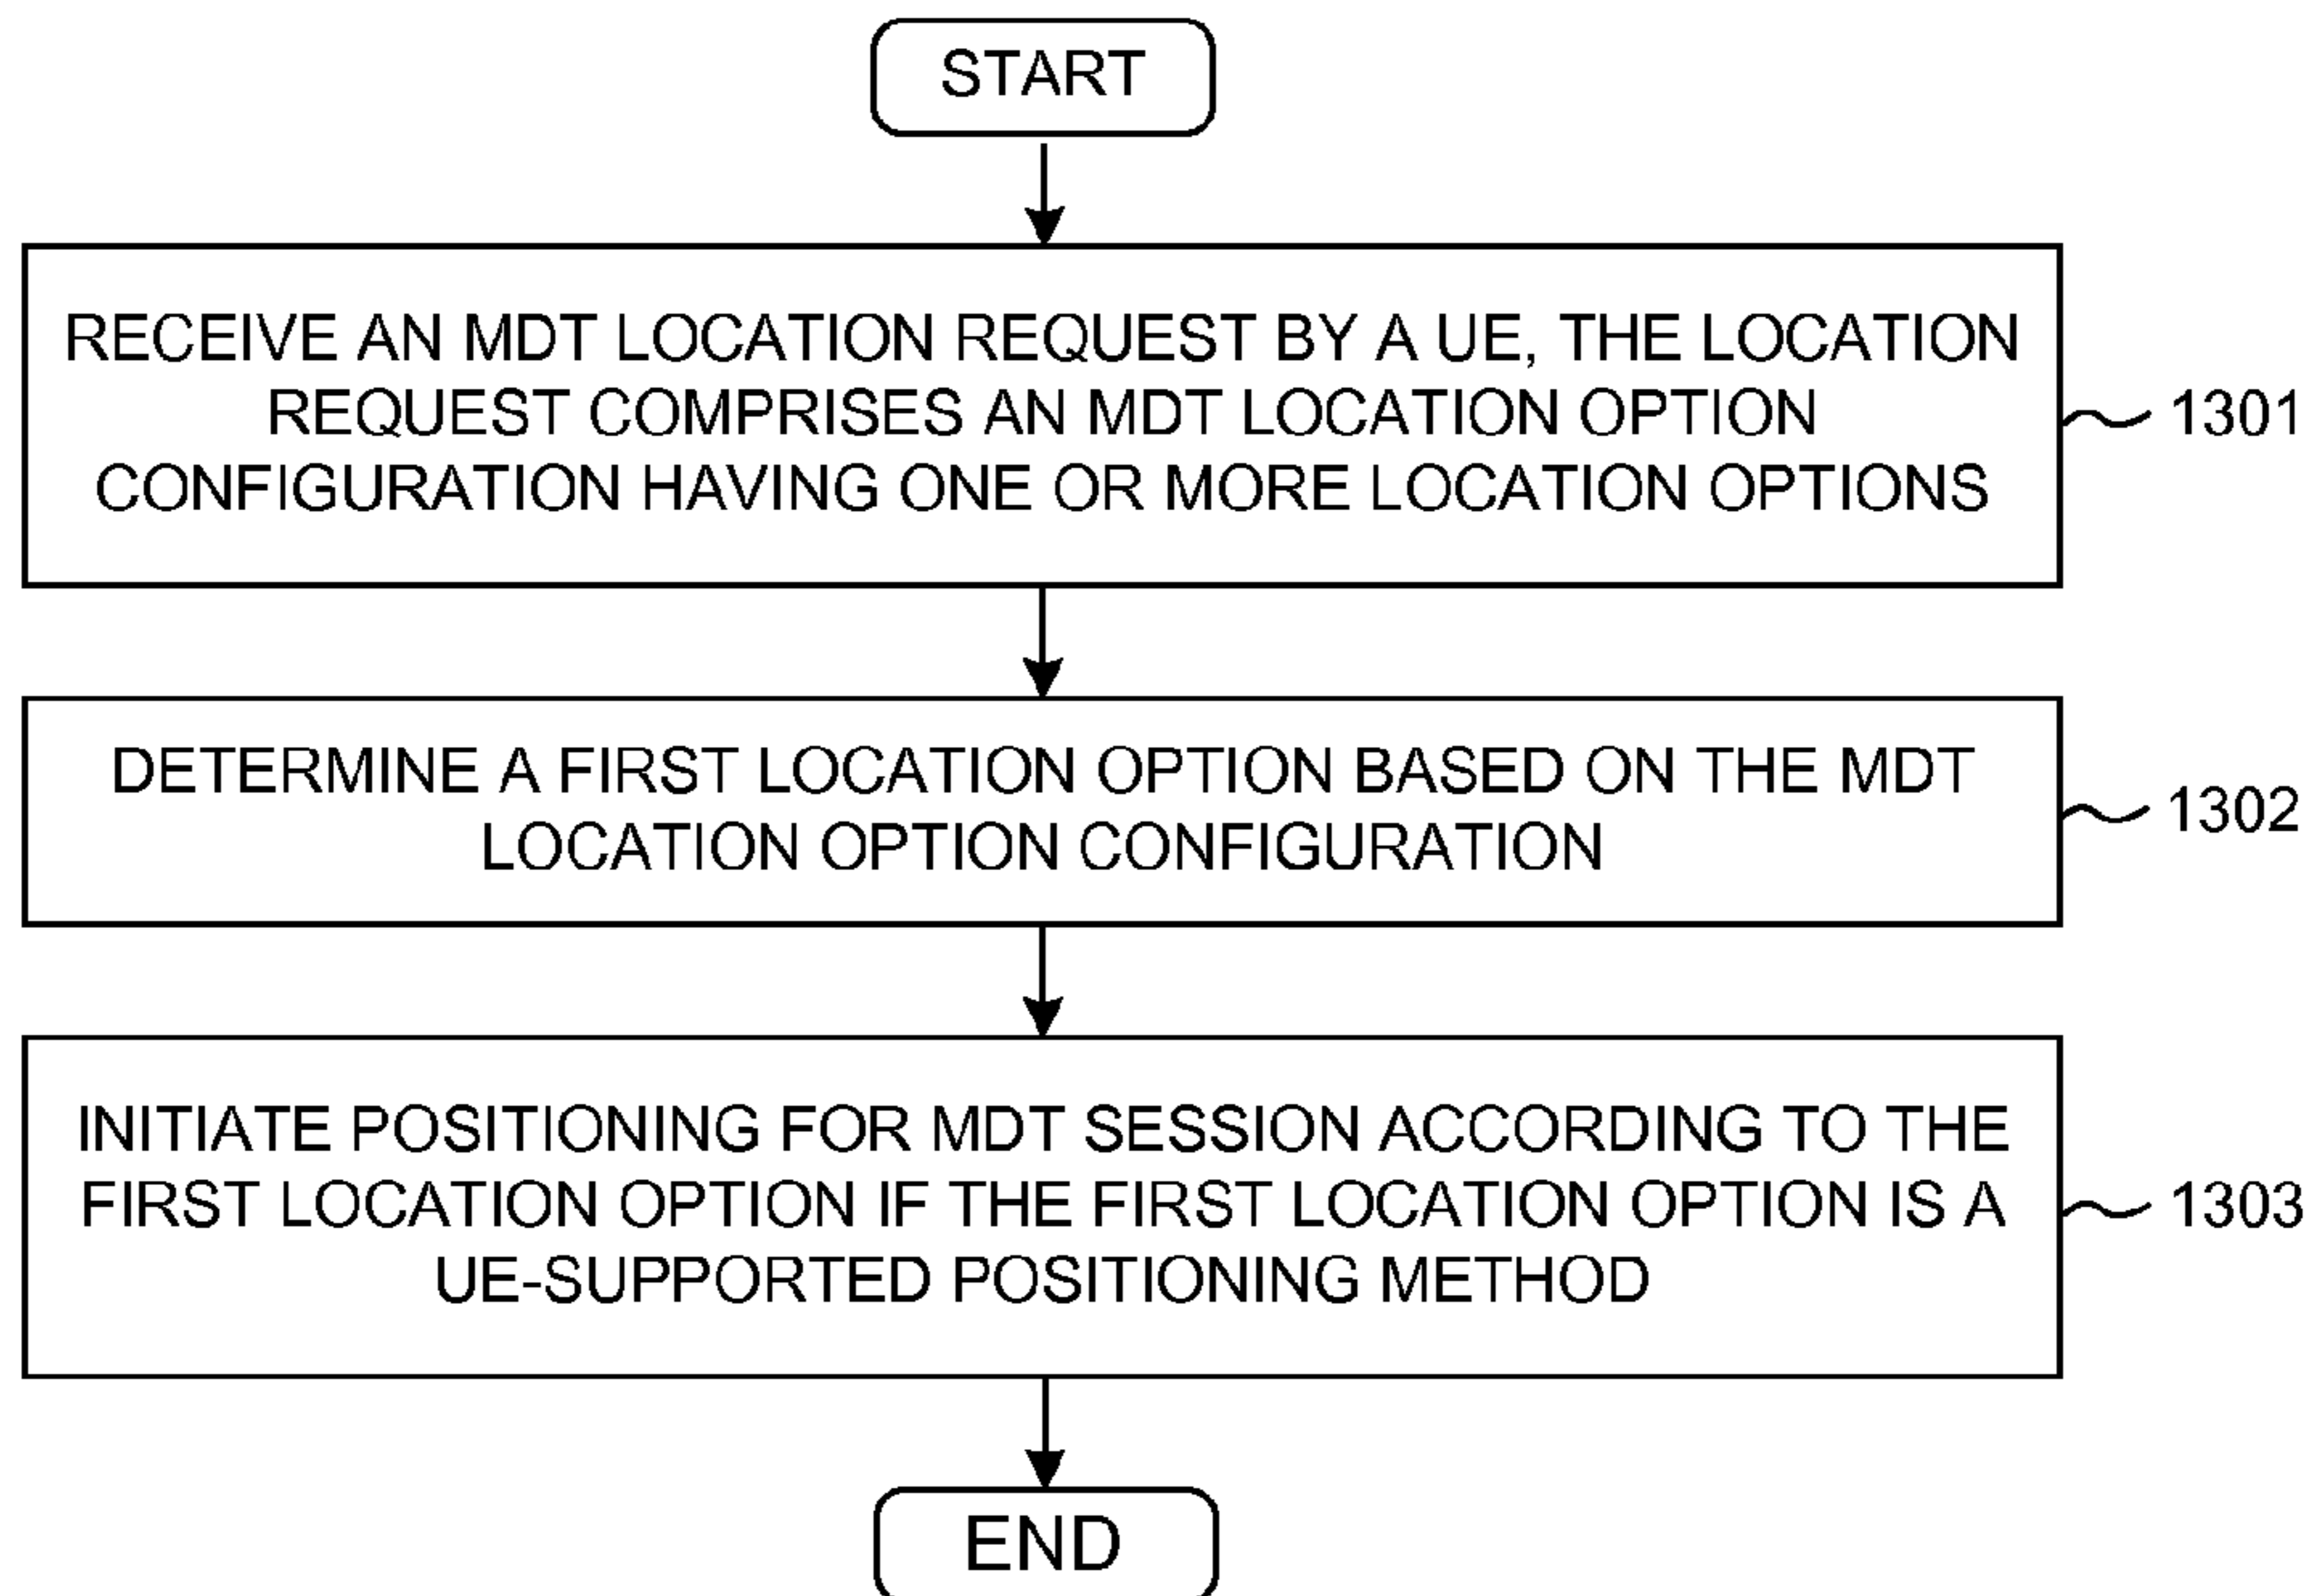 START
RECEIVE AN MDT LOCATION REQUEST BY A UE, THE LOCATION
REQUEST COMPRISES AN MDT LOCATION OPTION
CONFIGURATION HAVING ONE OR MORE LOCATION OPTIONS
1301
DETERMINE A FIRST LOCATION OPTION BASED ON THE MDT
LOCATION OPTION CONFIGURATION
1302
INITIATE POSITIONING FOR MDT SESSION ACCORDING TO THE
FIRST LOCATION OPTION IF THE FIRST LOCATION OPTION IS A
UE-SUPPORTED POSITIONING METHOD
1303
END